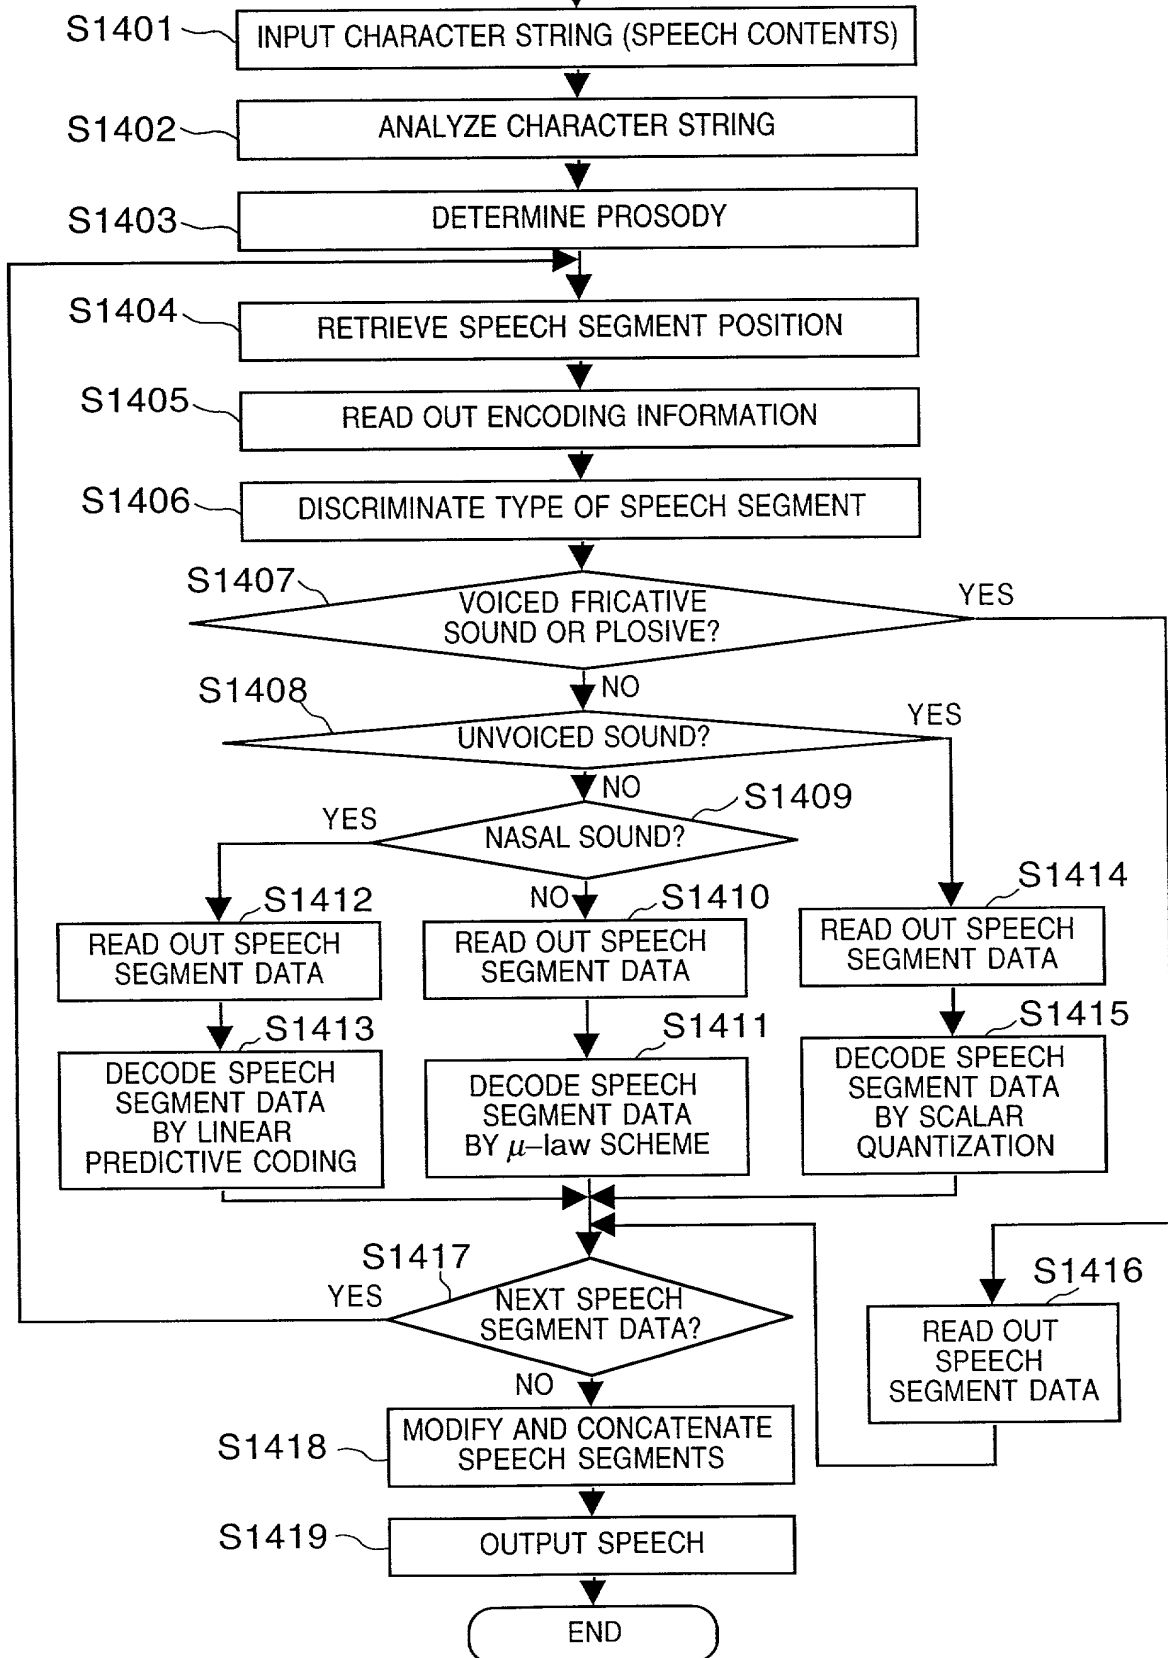 S1401
INPUT CHARACTER STRING (SPEECH CONTENTS)
S1402
ANALYZE CHARACTER STRING
S1403
DETERMINE PROSODY
S1404
RETRIEVE SPEECH SEGMENT POSITION
S1405
READ OUT ENCODING INFORMATION
S1406
DISCRIMINATE TYPE OF SPEECH SEGMENT
S1407
VOICED FRICATIVE
SOUND OR PLOSIVE?
YES
NO
S1408
UNVOICED SOUND?
YES
NO
S1409
NASAL SOUND?
YES
NO
S1412
READ OUT SPEECH
SEGMENT DATA
S1410
READ OUT SPEECH
SEGMENT DATA
S1414
READ OUT SPEECH
SEGMENT DATA
S1413
DECODE SPEECH
SEGMENT DATA
BY LINEAR
PREDICTIVE CODING
S1411
DECODE SPEECH
SEGMENT DATA
BY μ–law SCHEME
S1415
DECODE SPEECH
SEGMENT DATA
BY SCALAR
QUANTIZATION
S1417
NEXT SPEECH
SEGMENT DATA?
YES
NO
S1416
READ OUT
SPEECH
SEGMENT DATA
S1418
MODIFY AND CONCATENATE
SPEECH SEGMENTS
S1419
OUTPUT SPEECH
END